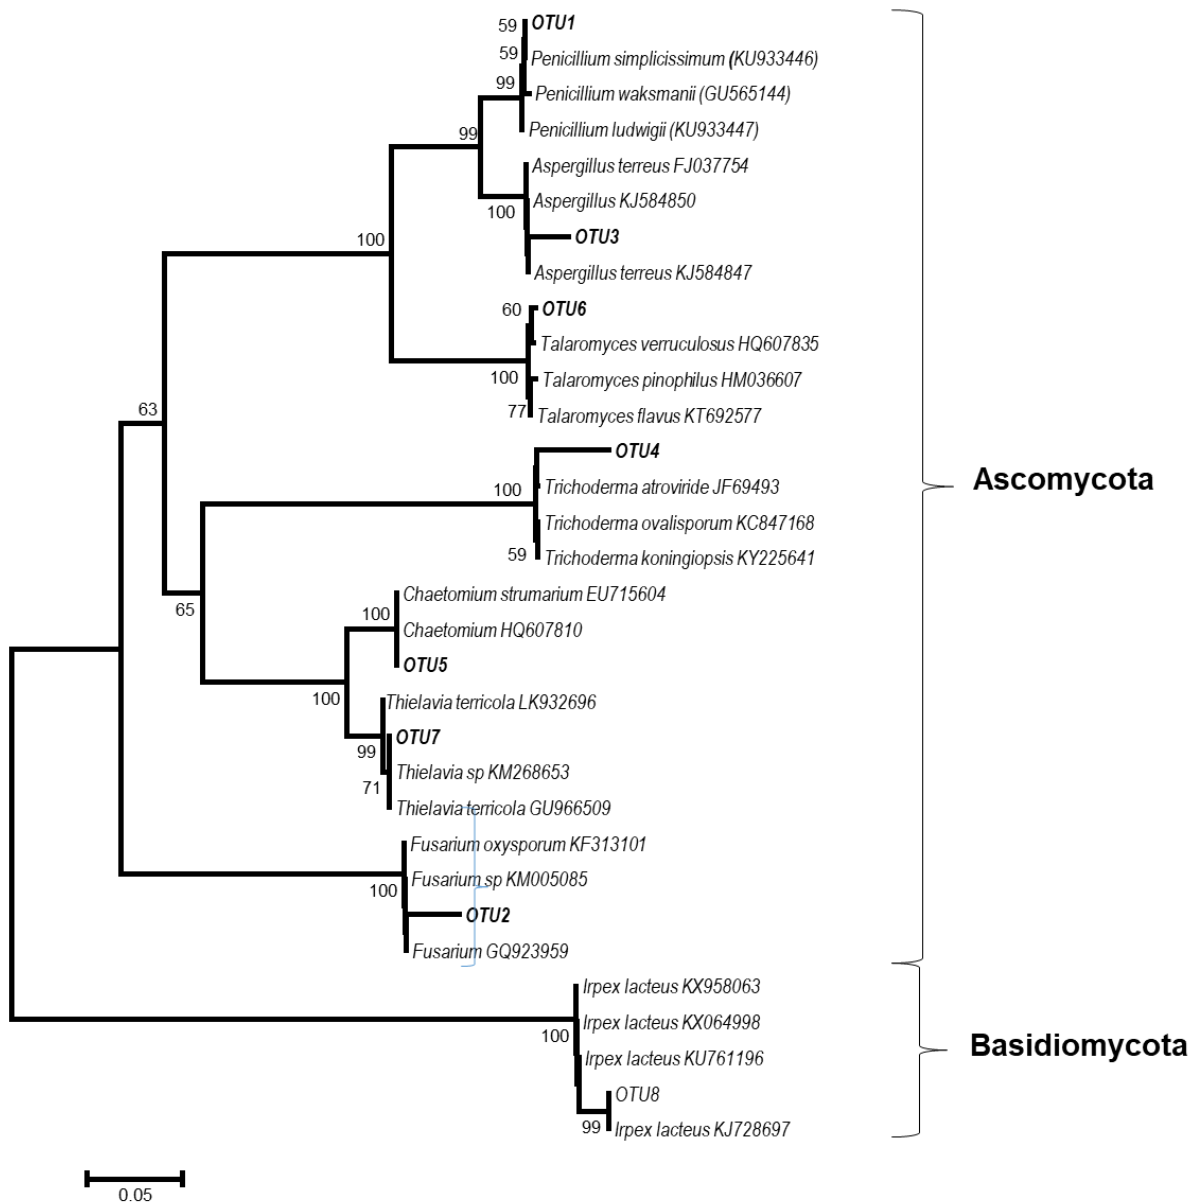 59
OTU1
59
Penicillium simplicissimum (KU933446)
99
Penicillium waksmanii (GU565144)
Penicillium ludwigii (KU933447)
99
Aspergillus terreus FJ037754
Aspergillus KJ584850
100
OTU3
100
Aspergillus terreus KJ584847
60
OTU6
Talaromyces verruculosus HQ607835
100
Talaromyces pinophilus HM036607
77
Talaromyces flavus KT692577
63
OTU4
Ascomycota
100
Trichoderma atroviride JF69493
Trichoderma ovalisporum KC847168
59
Trichoderma koningiopsis KY225641
65
Chaetomium strumarium EU715604
100
Chaetomium HQ607810
OTU5
100
Thielavia terricola LK932696
OTU7
99
Thielavia sp KM268653
71
Thielavia terricola GU966509
Fusarium oxysporum KF313101
100
Fusarium sp KM005085
OTU2
Fusarium GQ923959
Irpex lacteus KX958063
100
Irpex lacteus KX064998
Basidiomycota
Irpex lacteus KU761196
OTU8
99
Irpex lacteus KJ728697
0.05